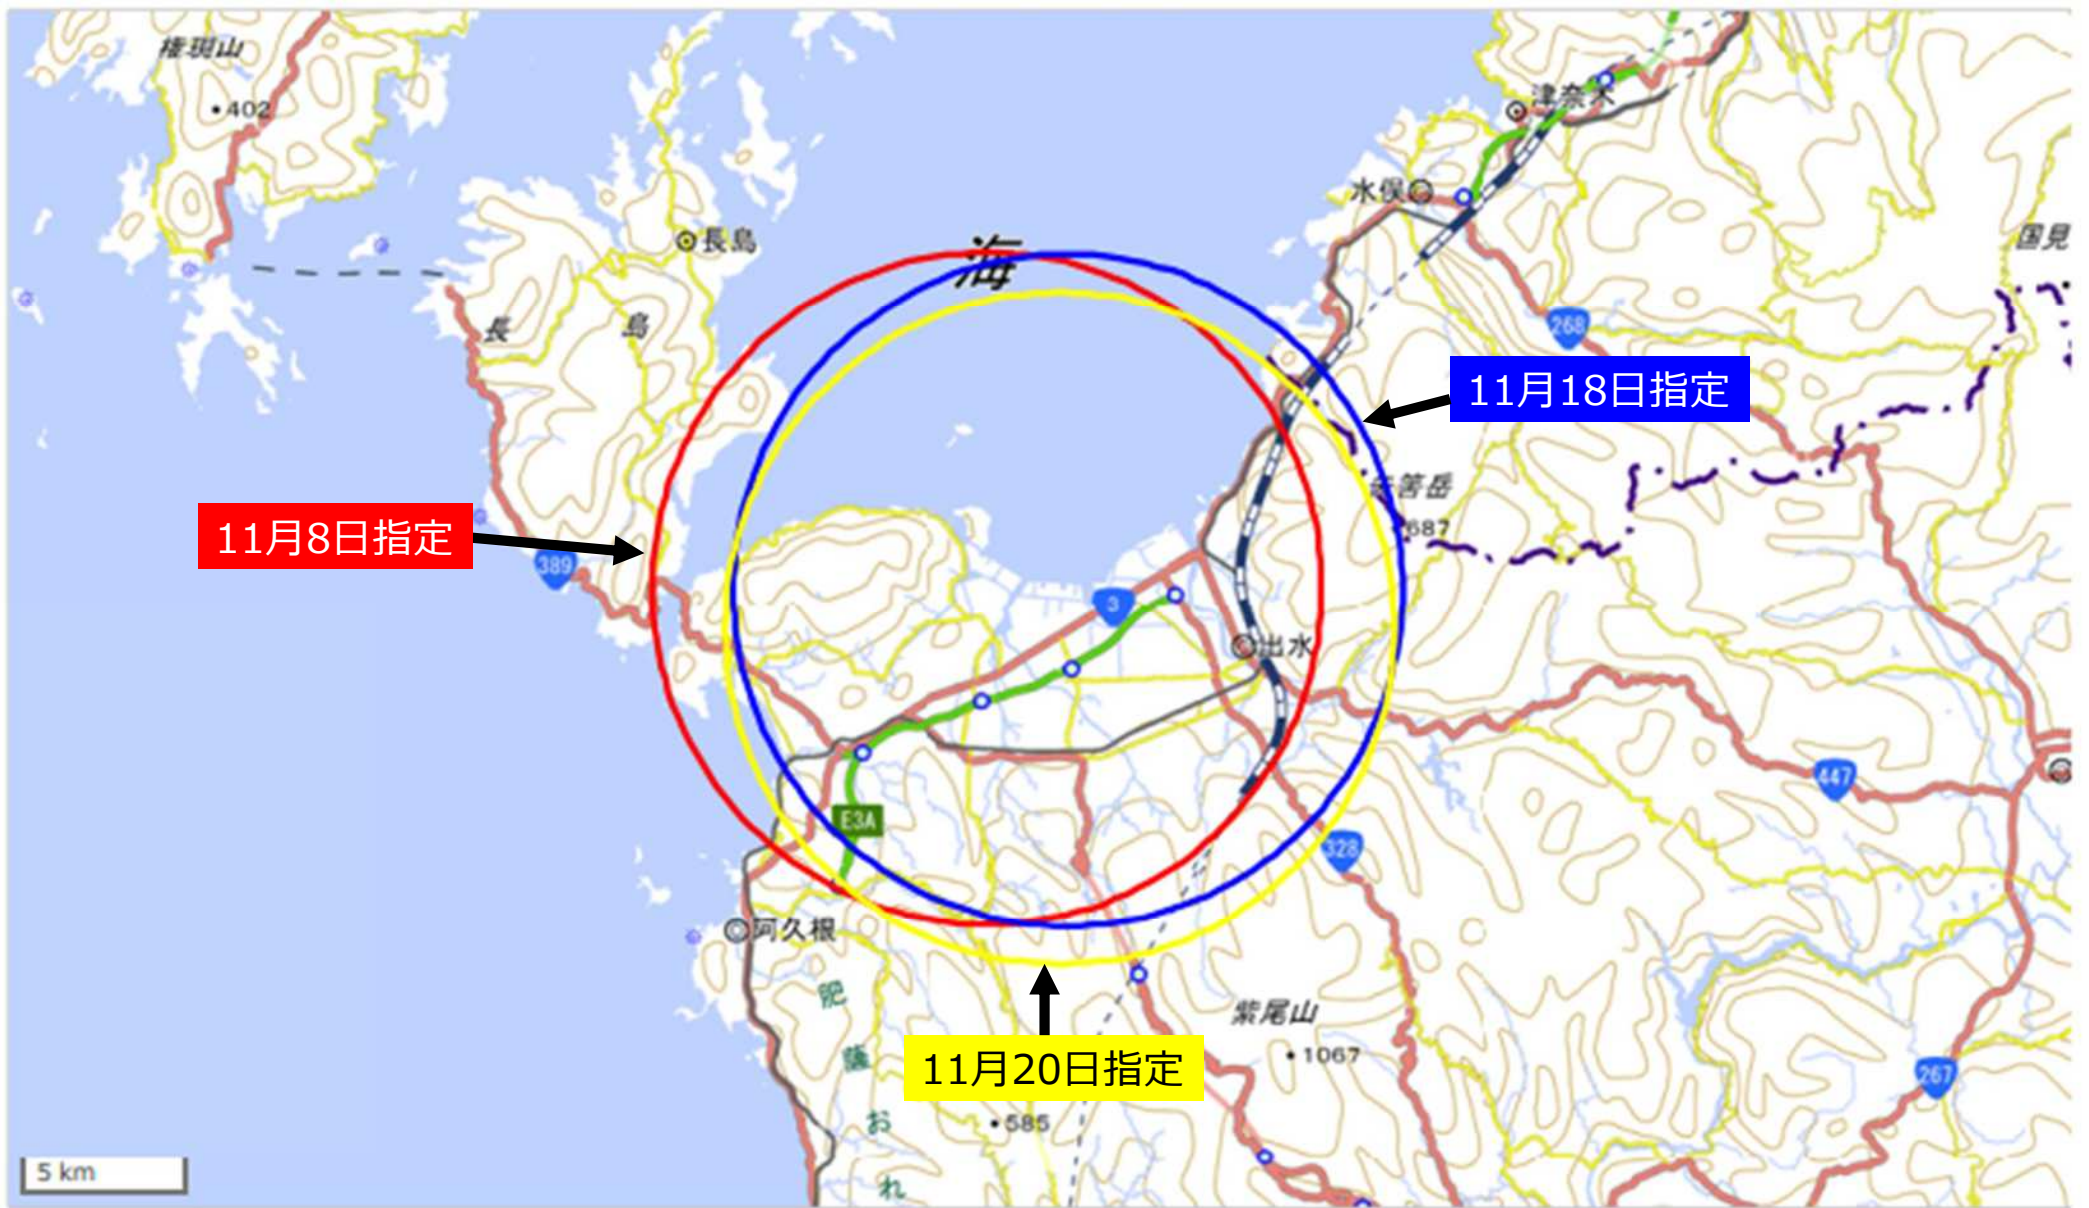 権現山
402
津奈木
水俣
国見
長島
海
長
島
268
11月18日指定
矢筈岳
687
11月8日指定
389
3
出水
447
E3A
328
阿久根
肥
薩
お
れ
紫尾山
1067
11月20日指定
267
585
5 km